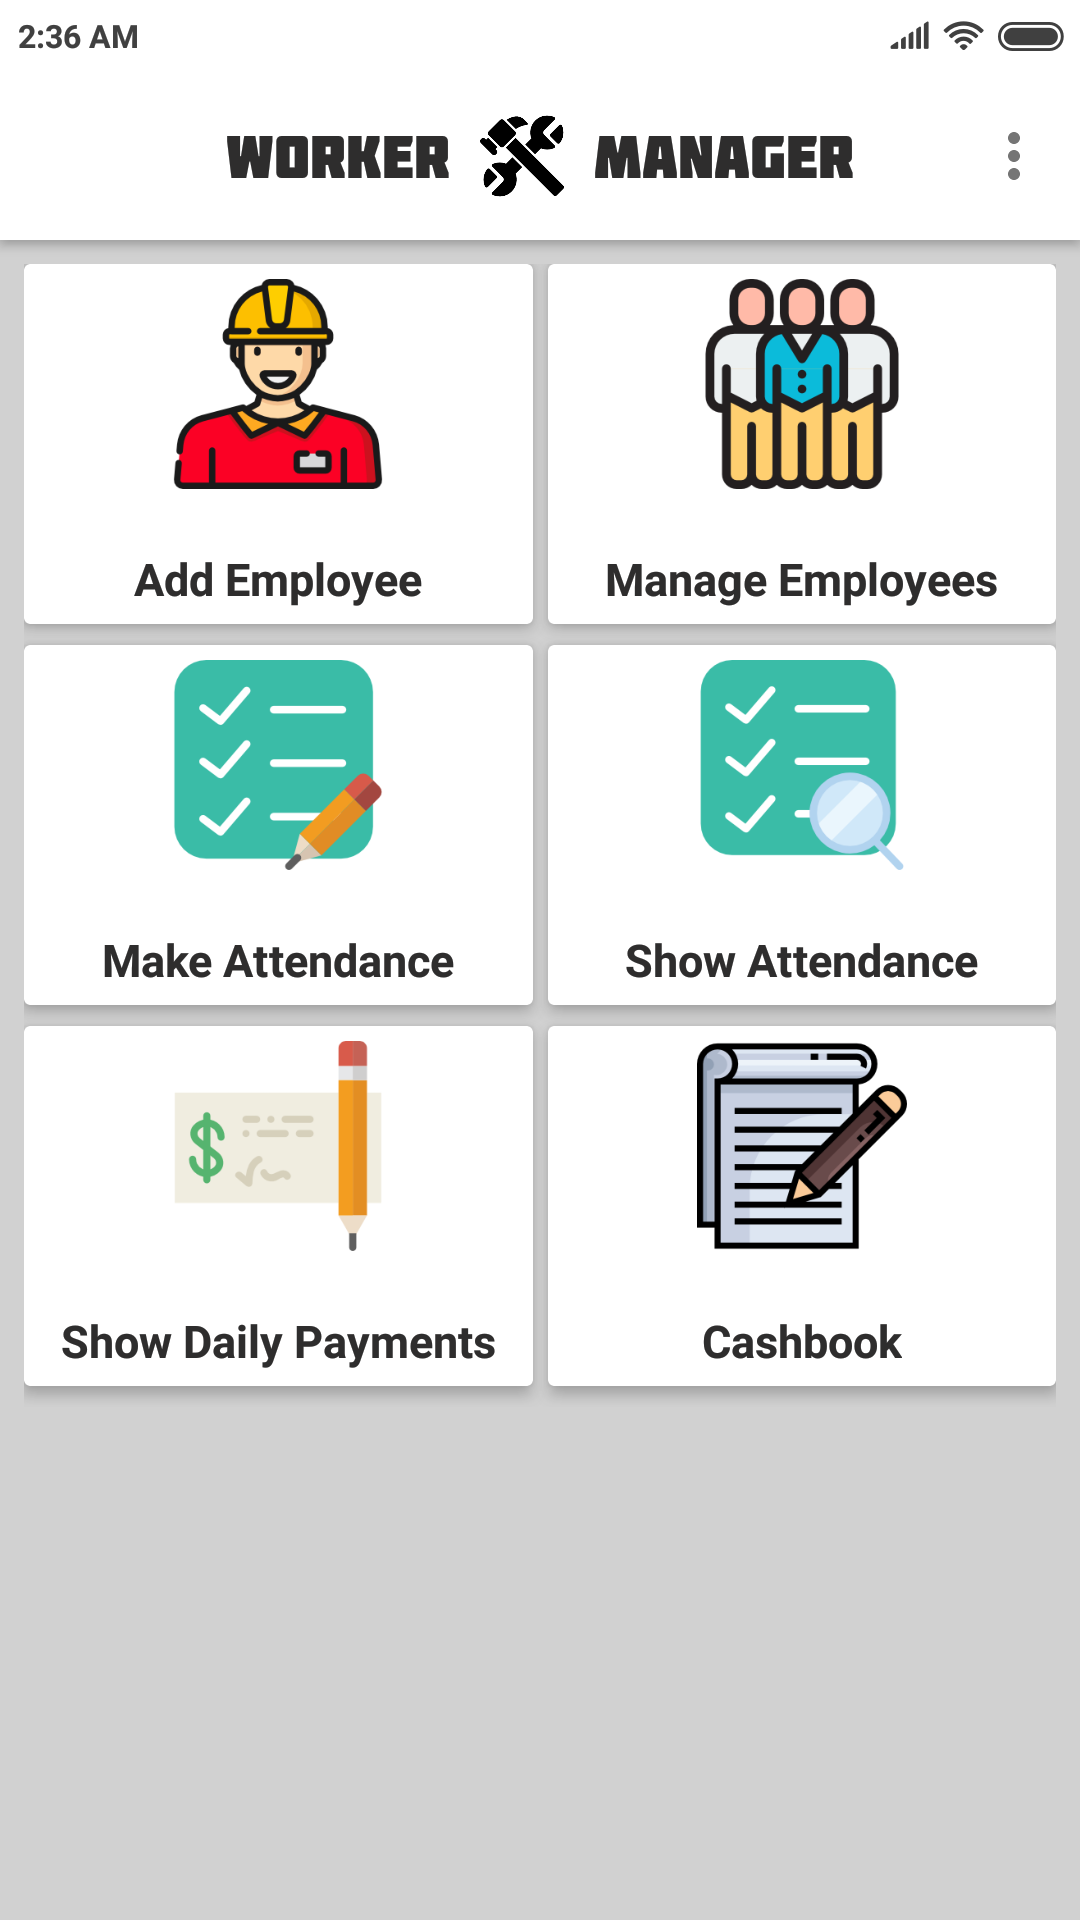 2:36 AM
WORKER MANAGER
Add Employee
Manage Employees
Make Attendance
Show Attendance
$
Show Daily Payments
Cashbook